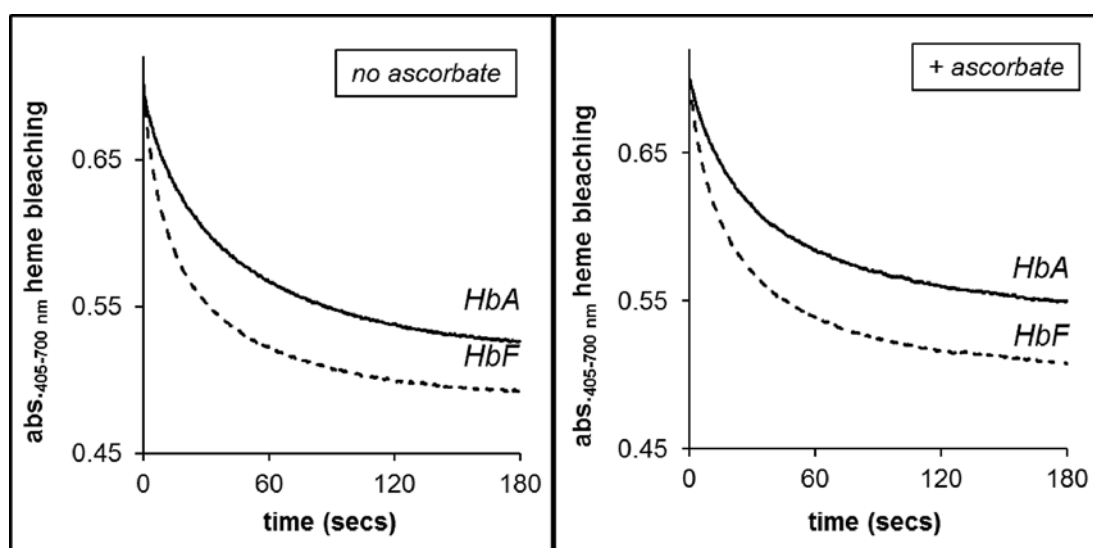 no ascorbate
abs.405-700 nm heme bleaching
0.65
0.55
0.45
HbA
HbF
0
60
120
180
time (secs)
+ ascorbate
abs.405-700 nm heme bleaching
0.65
0.55
0.45
HbA
HbF
0
60
120
180
time (secs)